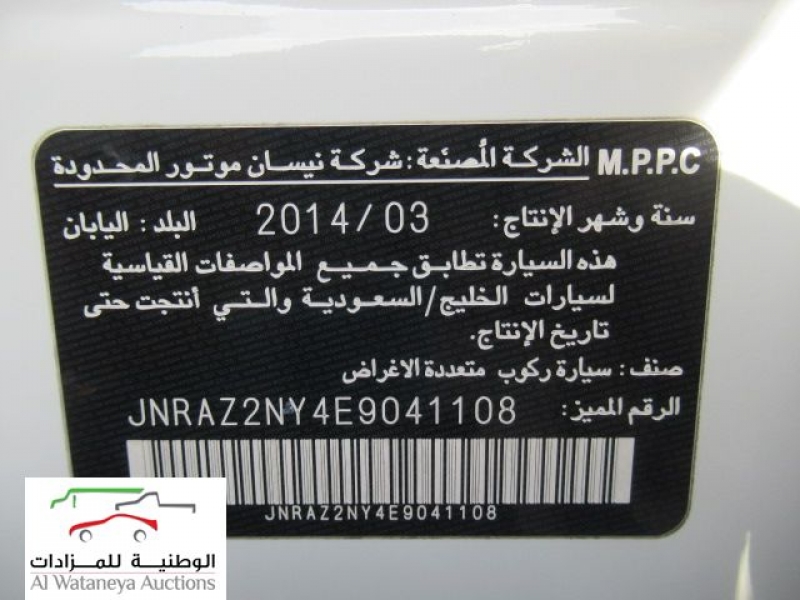 M.P.P.C الشركة المُصنّعة: شركة نيسان موتور المحدودة
سنة وشهر الإنتاج: 2014/03 البلد: اليابان
هذه السيارة تطابق جميع المواصفات القياسية
لسيارات الخليج/السعودية والتي أنتجت حتى
تاريخ الإنتاج.
صنف: سيارة ركوب متعددة الاغراض
الرقم المميز: JNRAZ2NY4E9041108
JNRAZ2NY4E9041108
الوطنية للمزادات
Al Wataneya Auctions